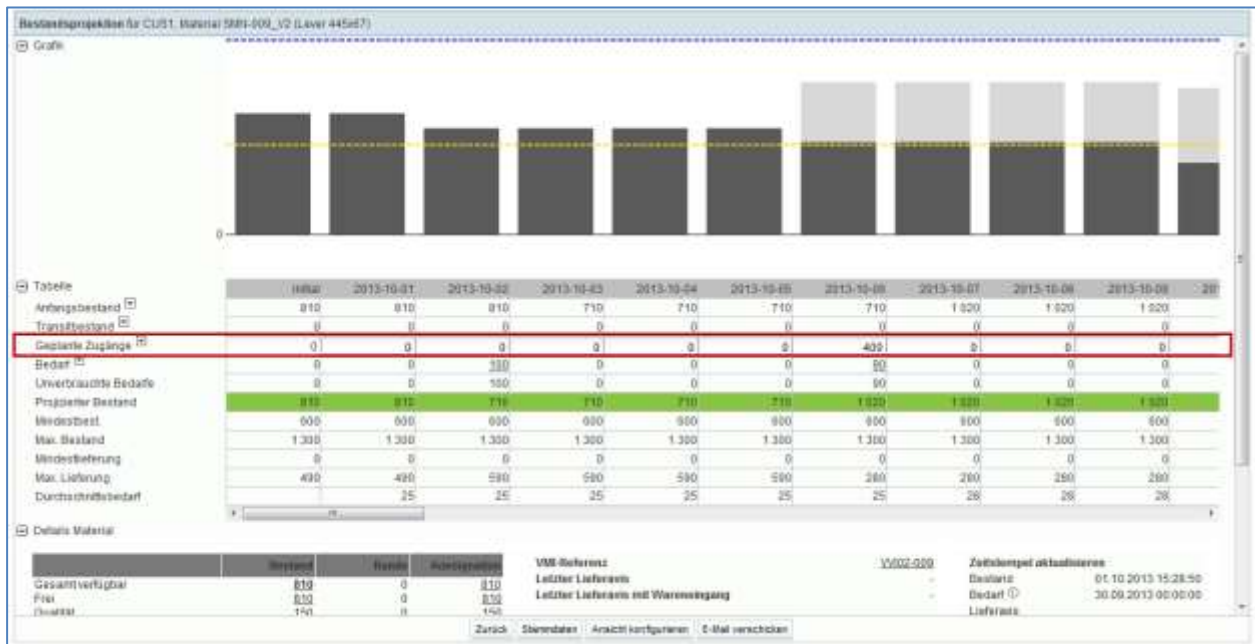 Bestandsprojektion für CUS1, Material SMN-009_V2 (Lever 445x67)
Grafik
0
Tabelle Initial 2013-10-01 2013-10-02 2013-10-03 2013-10-04 2013-10-05 2013-10-06 2013-10-07 2013-10-08 2013-10-09 201
Anfangsbestand 810 810 810 710 710 710 710 1 020 1 020 1 020
Transitbestand 0 0 0 0 0 0 0 0 0 0
Geplante Zugänge 0 0 0 0 0 0 400 0 0 0
Bedarf 0 0 100 0 0 0 90 0 0 0
Unverbrauchte Bedarfe 0 0 100 0 0 0 90 0 0 0
Projizierter Bestand 810 810 710 710 710 710 1 020 1 020 1 020 1 020
Mindestbest. 600 600 600 600 600 600 600 600 600 600
Max. Bestand 1 300 1 300 1 300 1 300 1 300 1 300 1 300 1 300 1 300 1 300
Mindestlieferung 0 0 0 0 0 0 0 0 0 0
Max. Lieferung 490 490 590 590 590 590 280 280 280 280
Durchschnittsbedarf 25 25 25 25 25 25 28 28 28
Details Material
Bestand Kunde Konsignation
Gesamt verfügbar 810 0 810
Frei 810 0 810
Qualität 150 0 150
VMI-Referenz VV002-009
Letzter Lieferavis -
Letzter Lieferavis mit Wareneingang -
Zeitstempel aktualisieren
Bestand 01.10.2013 15:28:50
Bedarf 30.09.2013 00:00:00
Lieferavis
Zurück Stammdaten Ansicht konfigurieren E-Mail verschicken